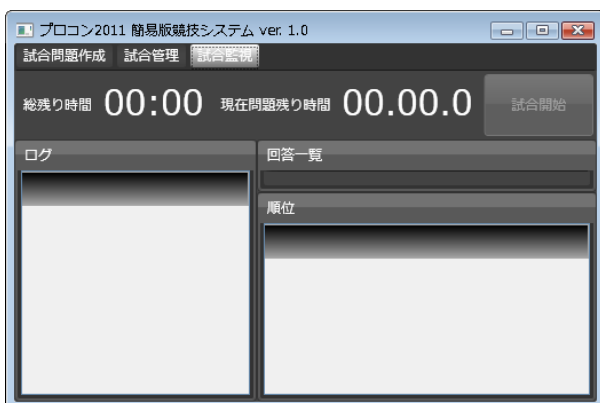 プロコン2011 簡易版競技システム ver. 1.0
試合問題作成 試合管理 試合監視
総残り時間 00:00 現在問題残り時間 00.00.0 試合開始
ログ
回答一覧
順位